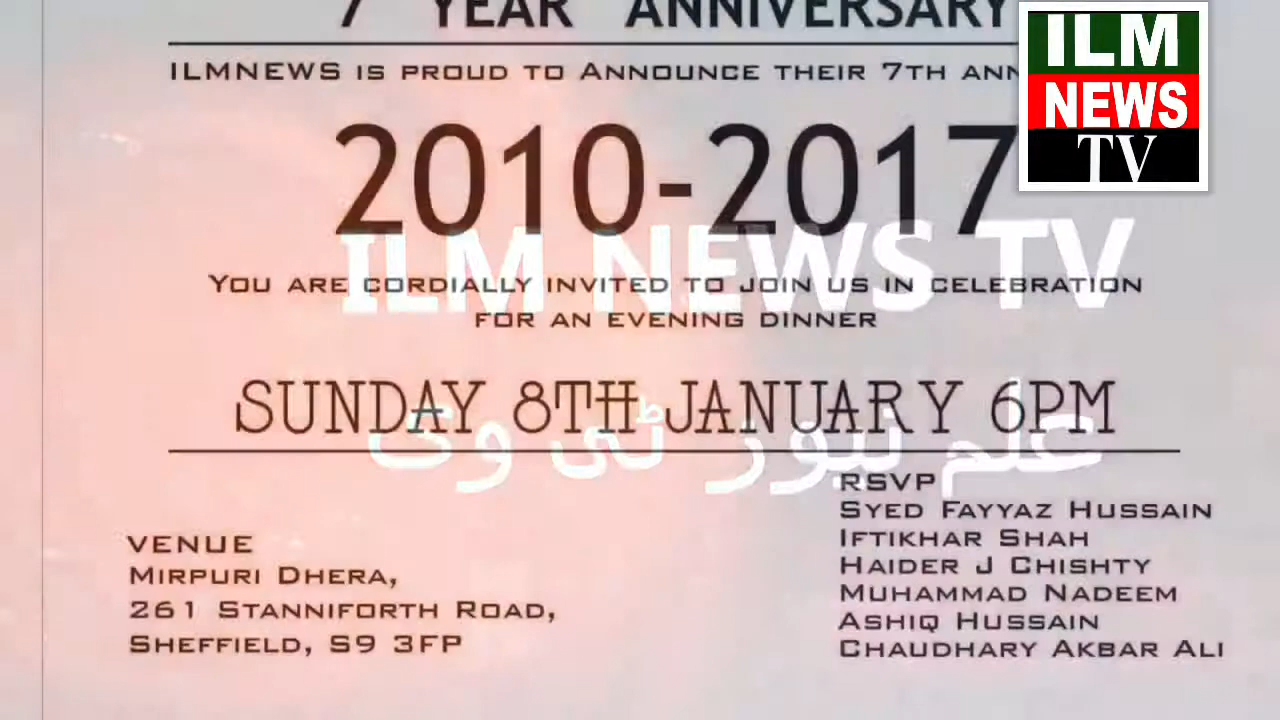 7 YEAR ANNIVERSARY
ILMNEWS IS PROUD TO ANNOUNCE THEIR 7TH ANN
ILM
NEWS
TV
2010-2017
ILM NEWS TV
YOU ARE CORDIALLY INVITED TO JOIN US IN CELEBRATION
FOR AN EVENING DINNER
SUNDAY 8TH JANUARY 6PM
علم نیوز ٹی وی
RSVP
SYED FAYYAZ HUSSAIN
IFTIKHAR SHAH
HAIDER J CHISHTY
MUHAMMAD NADEEM
ASHIQ HUSSAIN
CHAUDHARY AKBAR ALI
VENUE
MIRPURI DHERA,
261 STANNIFORTH ROAD,
SHEFFIELD, S9 3FP